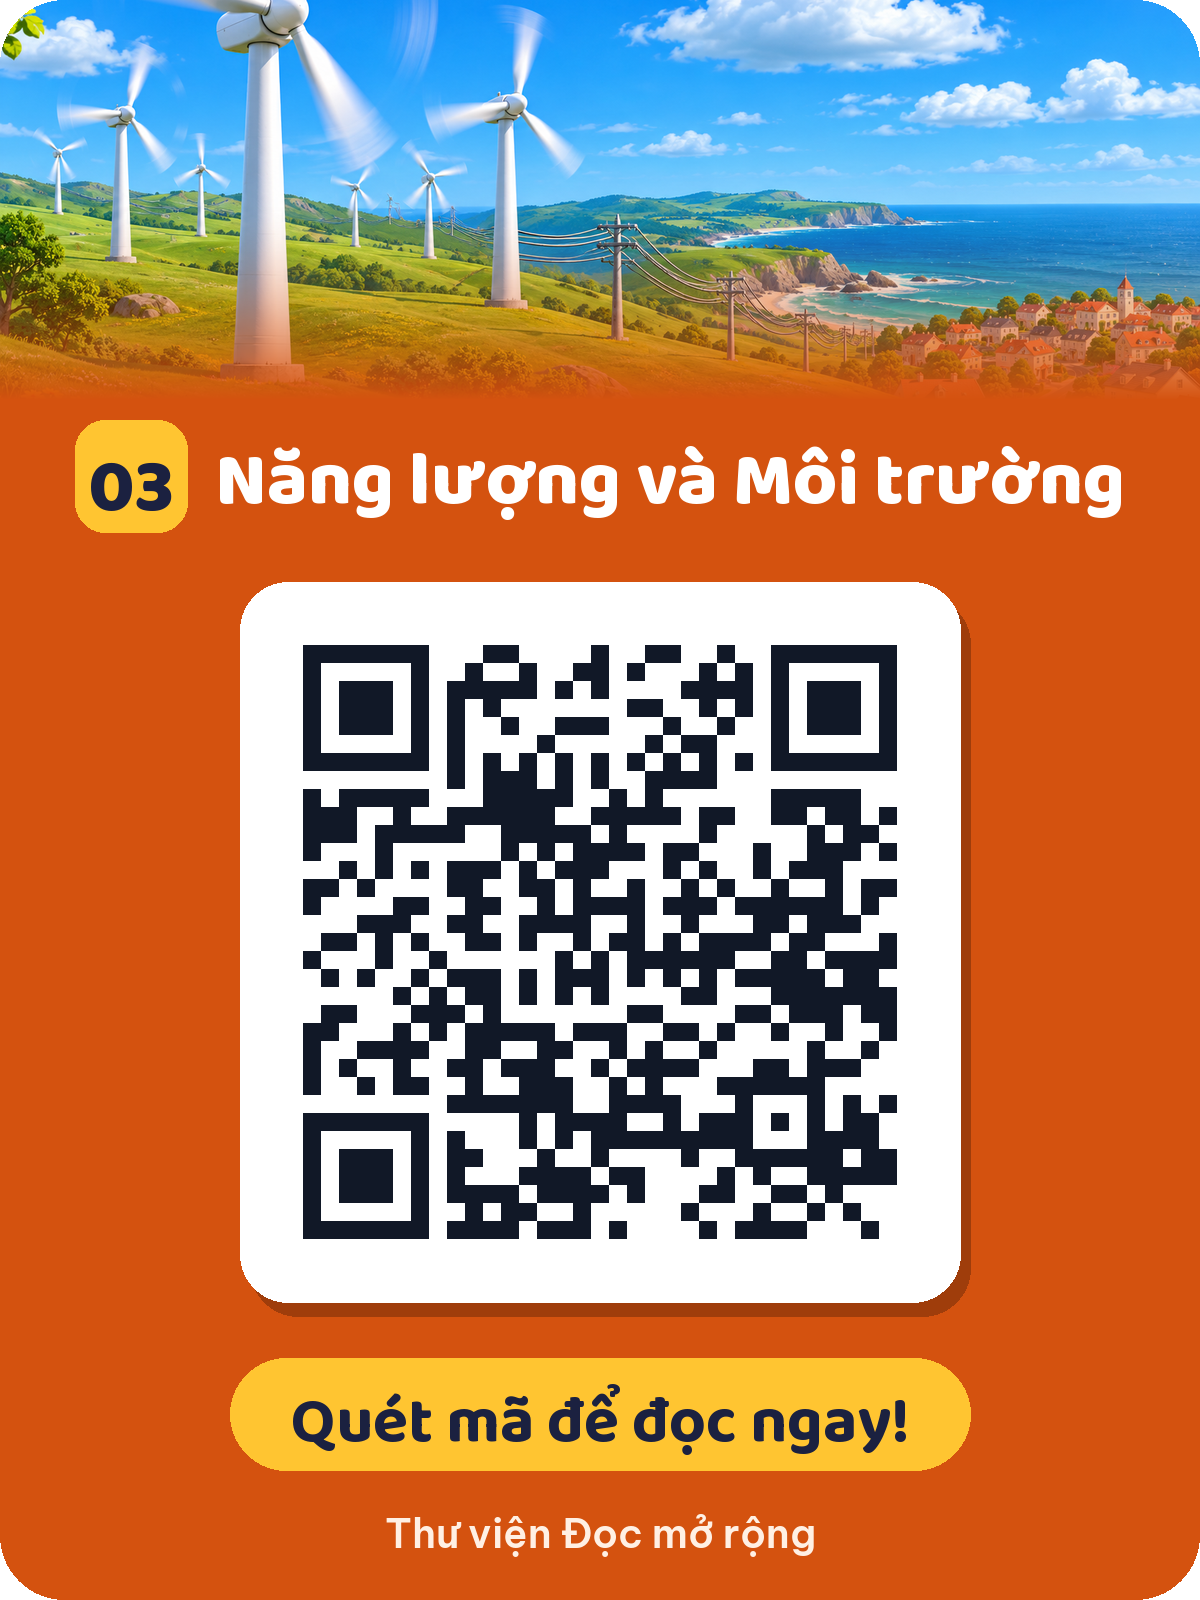 03 Năng lượng và Môi trường
Quét mã để đọc ngay!
Thư viện Đọc mở rộng